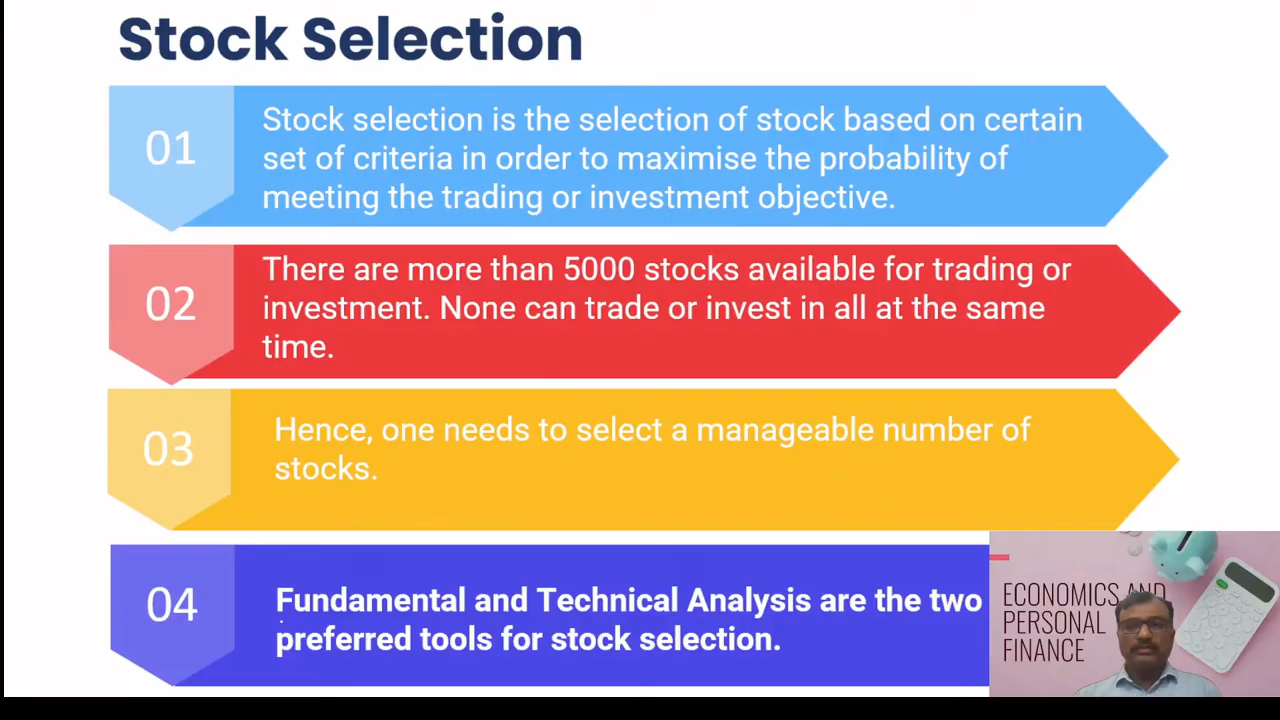 Stock Selection
01
Stock selection is the selection of stock based on certain
set of criteria in order to maximise the probability of
meeting the trading or investment objective.
02
There are more than 5000 stocks available for trading or
investment. None can trade or invest in all at the same
time.
03
Hence, one needs to select a manageable number of
stocks.
04
Fundamental and Technical Analysis are the two
preferred tools for stock selection.
ECONOMICS AND
PERSONAL
FINANCE